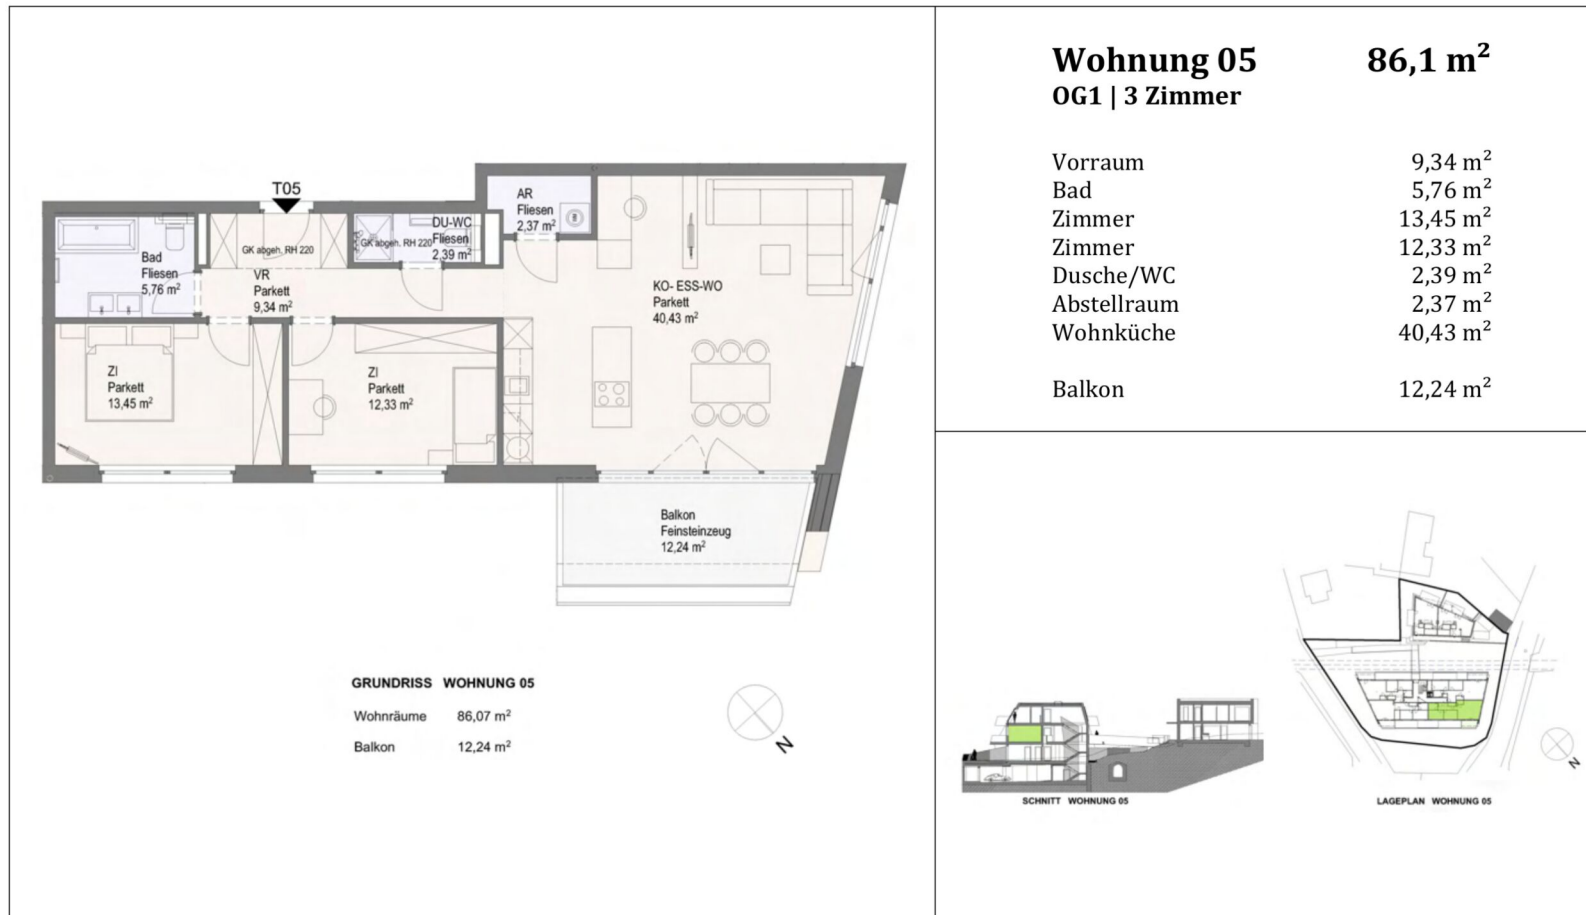 T05
AR
Fliesen
2,37 m²
DU-WC
Fliesen
2,39 m²
GK abgeh. RH 220
GK abgeh. RH 220
Bad
Fliesen
5,76 m²
VR
Parkett
9,34 m²
KO- ESS-WO
Parkett
40,43 m²
ZI
Parkett
13,45 m²
ZI
Parkett
12,33 m²
Balkon
Feinsteinzeug
12,24 m²
GRUNDRISS WOHNUNG 05
Wohnräume 86,07 m²
Balkon 12,24 m²
N
Wohnung 05 86,1 m²
OG1 | 3 Zimmer
Vorraum 9,34 m²
Bad 5,76 m²
Zimmer 13,45 m²
Zimmer 12,33 m²
Dusche/WC 2,39 m²
Abstellraum 2,37 m²
Wohnküche 40,43 m²
Balkon 12,24 m²
SCHNITT WOHNUNG 05
LAGEPLAN WOHNUNG 05
N